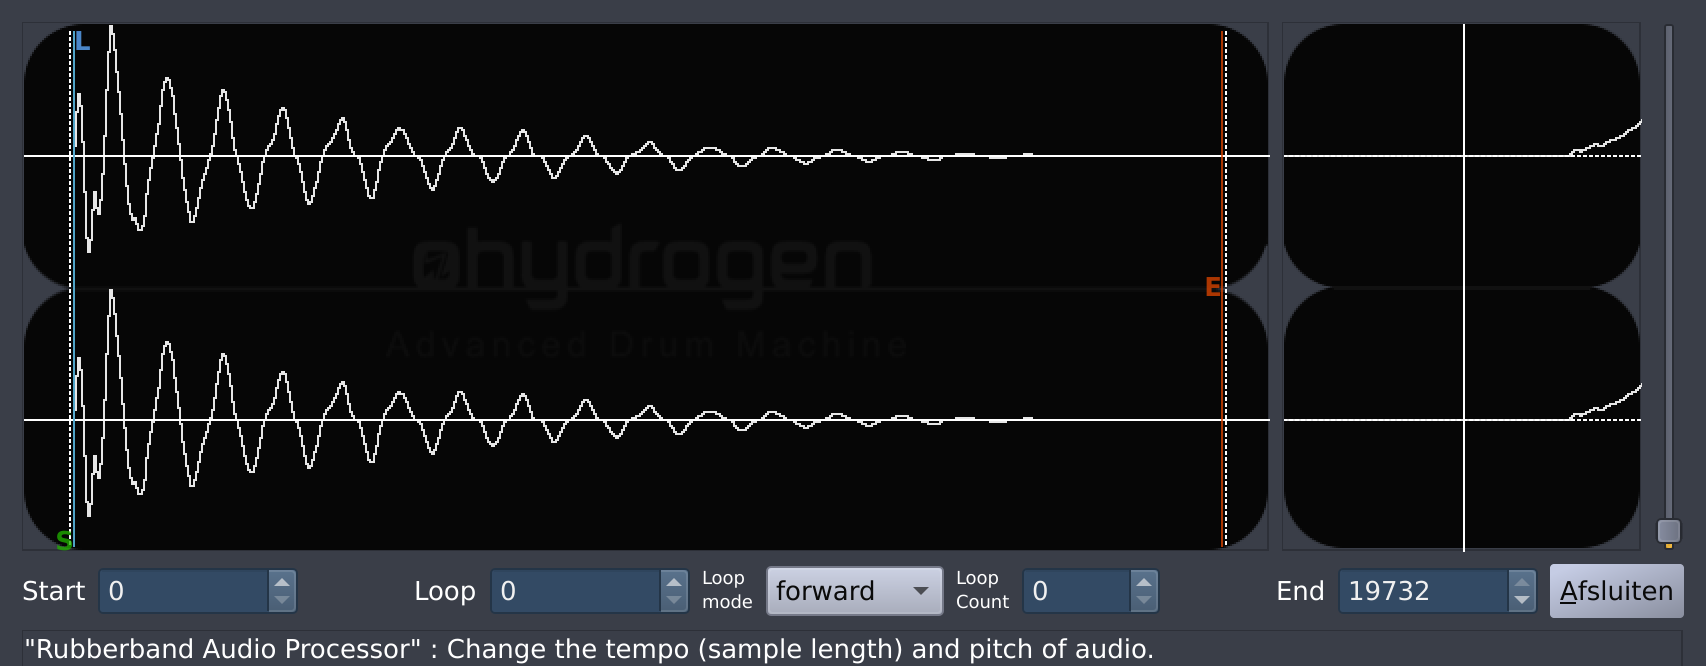 L
hydrogen
E
Advanced Drum Machine
S
Start 0 Loop 0 Loop mode forward Loop Count 0 End 19732 Afsluiten
"Rubberband Audio Processor" : Change the tempo (sample length) and pitch of audio.